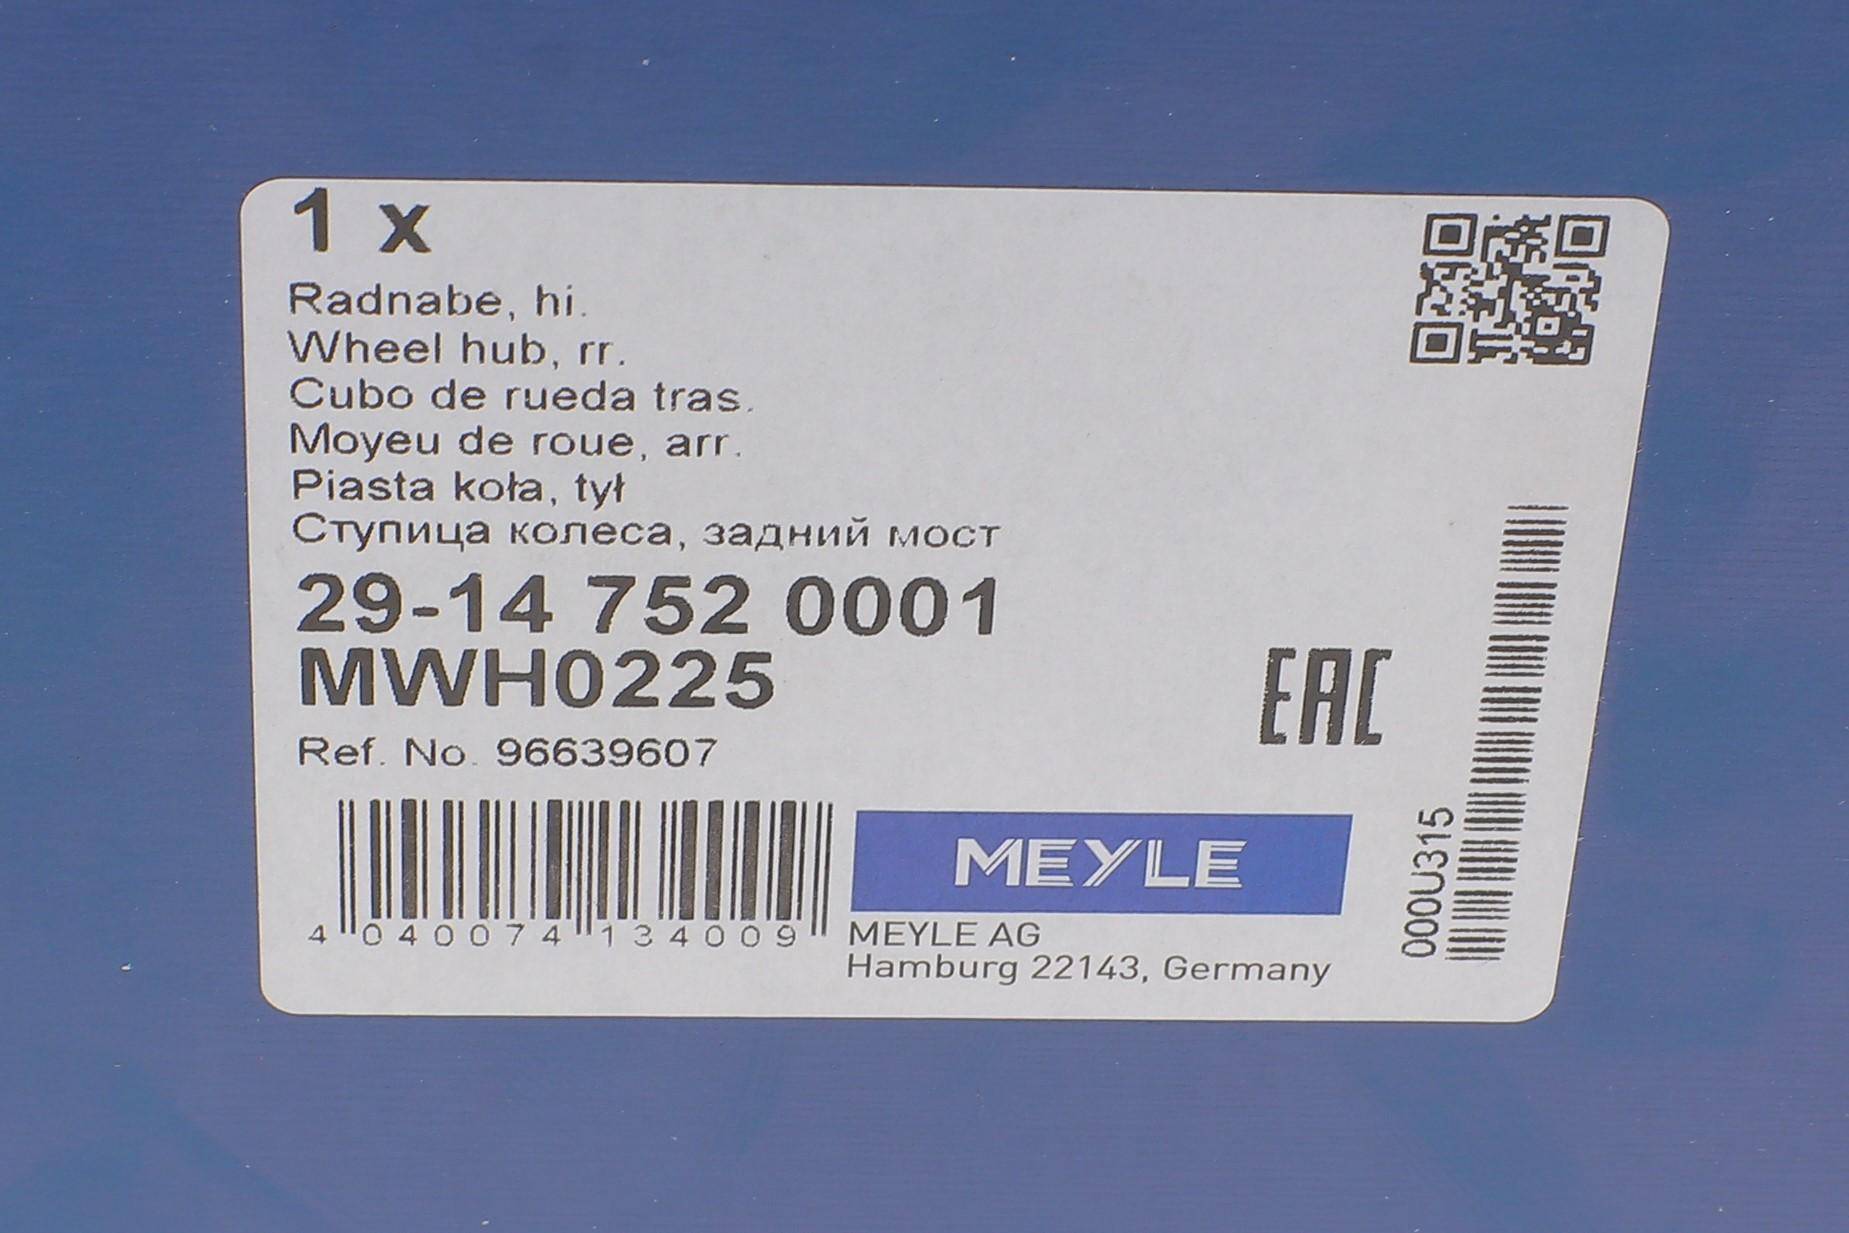 1 x
Radnabe, hi.
Wheel hub, rr.
Cubo de rueda tras.
Moyeu de roue, arr.
Piasta koła, tył
Ступица колеса, задний мост
29-14 752 0001
MWH0225
Ref. No. 96639607
EAC
4 040074 134009
MEYLE
MEYLE AG
Hamburg 22143, Germany
000U315